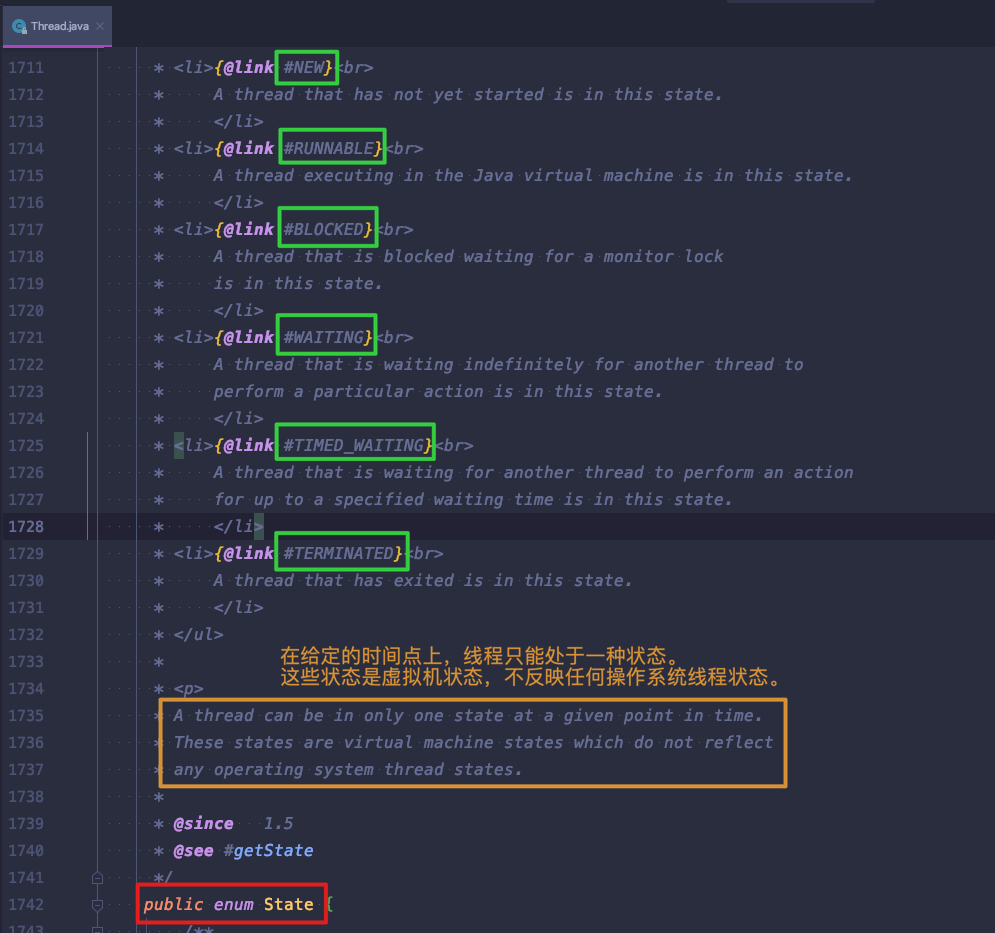 Thread.java
1711 * <li>{@link #NEW}<br>
1712 * A thread that has not yet started is in this state.
1713 * </li>
1714 * <li>{@link #RUNNABLE}<br>
1715 * A thread executing in the Java virtual machine is in this state.
1716 * </li>
1717 * <li>{@link #BLOCKED}<br>
1718 * A thread that is blocked waiting for a monitor lock
1719 * is in this state.
1720 * </li>
1721 * <li>{@link #WAITING}<br>
1722 * A thread that is waiting indefinitely for another thread to
1723 * perform a particular action is in this state.
1724 * </li>
1725 * <li>{@link #TIMED_WAITING}<br>
1726 * A thread that is waiting for another thread to perform an action
1727 * for up to a specified waiting time is in this state.
1728 * </li>
1729 * <li>{@link #TERMINATED}<br>
1730 * A thread that has exited is in this state.
1731 * </li>
1732 * </ul>
在给定的时间点上，线程只能处于一种状态。
1733 *
这些状态是虚拟机状态，不反映任何操作系统线程状态。
1734 * <p>
1735 * A thread can be in only one state at a given point in time.
1736 * These states are virtual machine states which do not reflect
1737 * any operating system thread states.
1738 *
1739 * @since 1.5
1740 * @see #getState
1741 */
1742 public enum State {
1743 /**